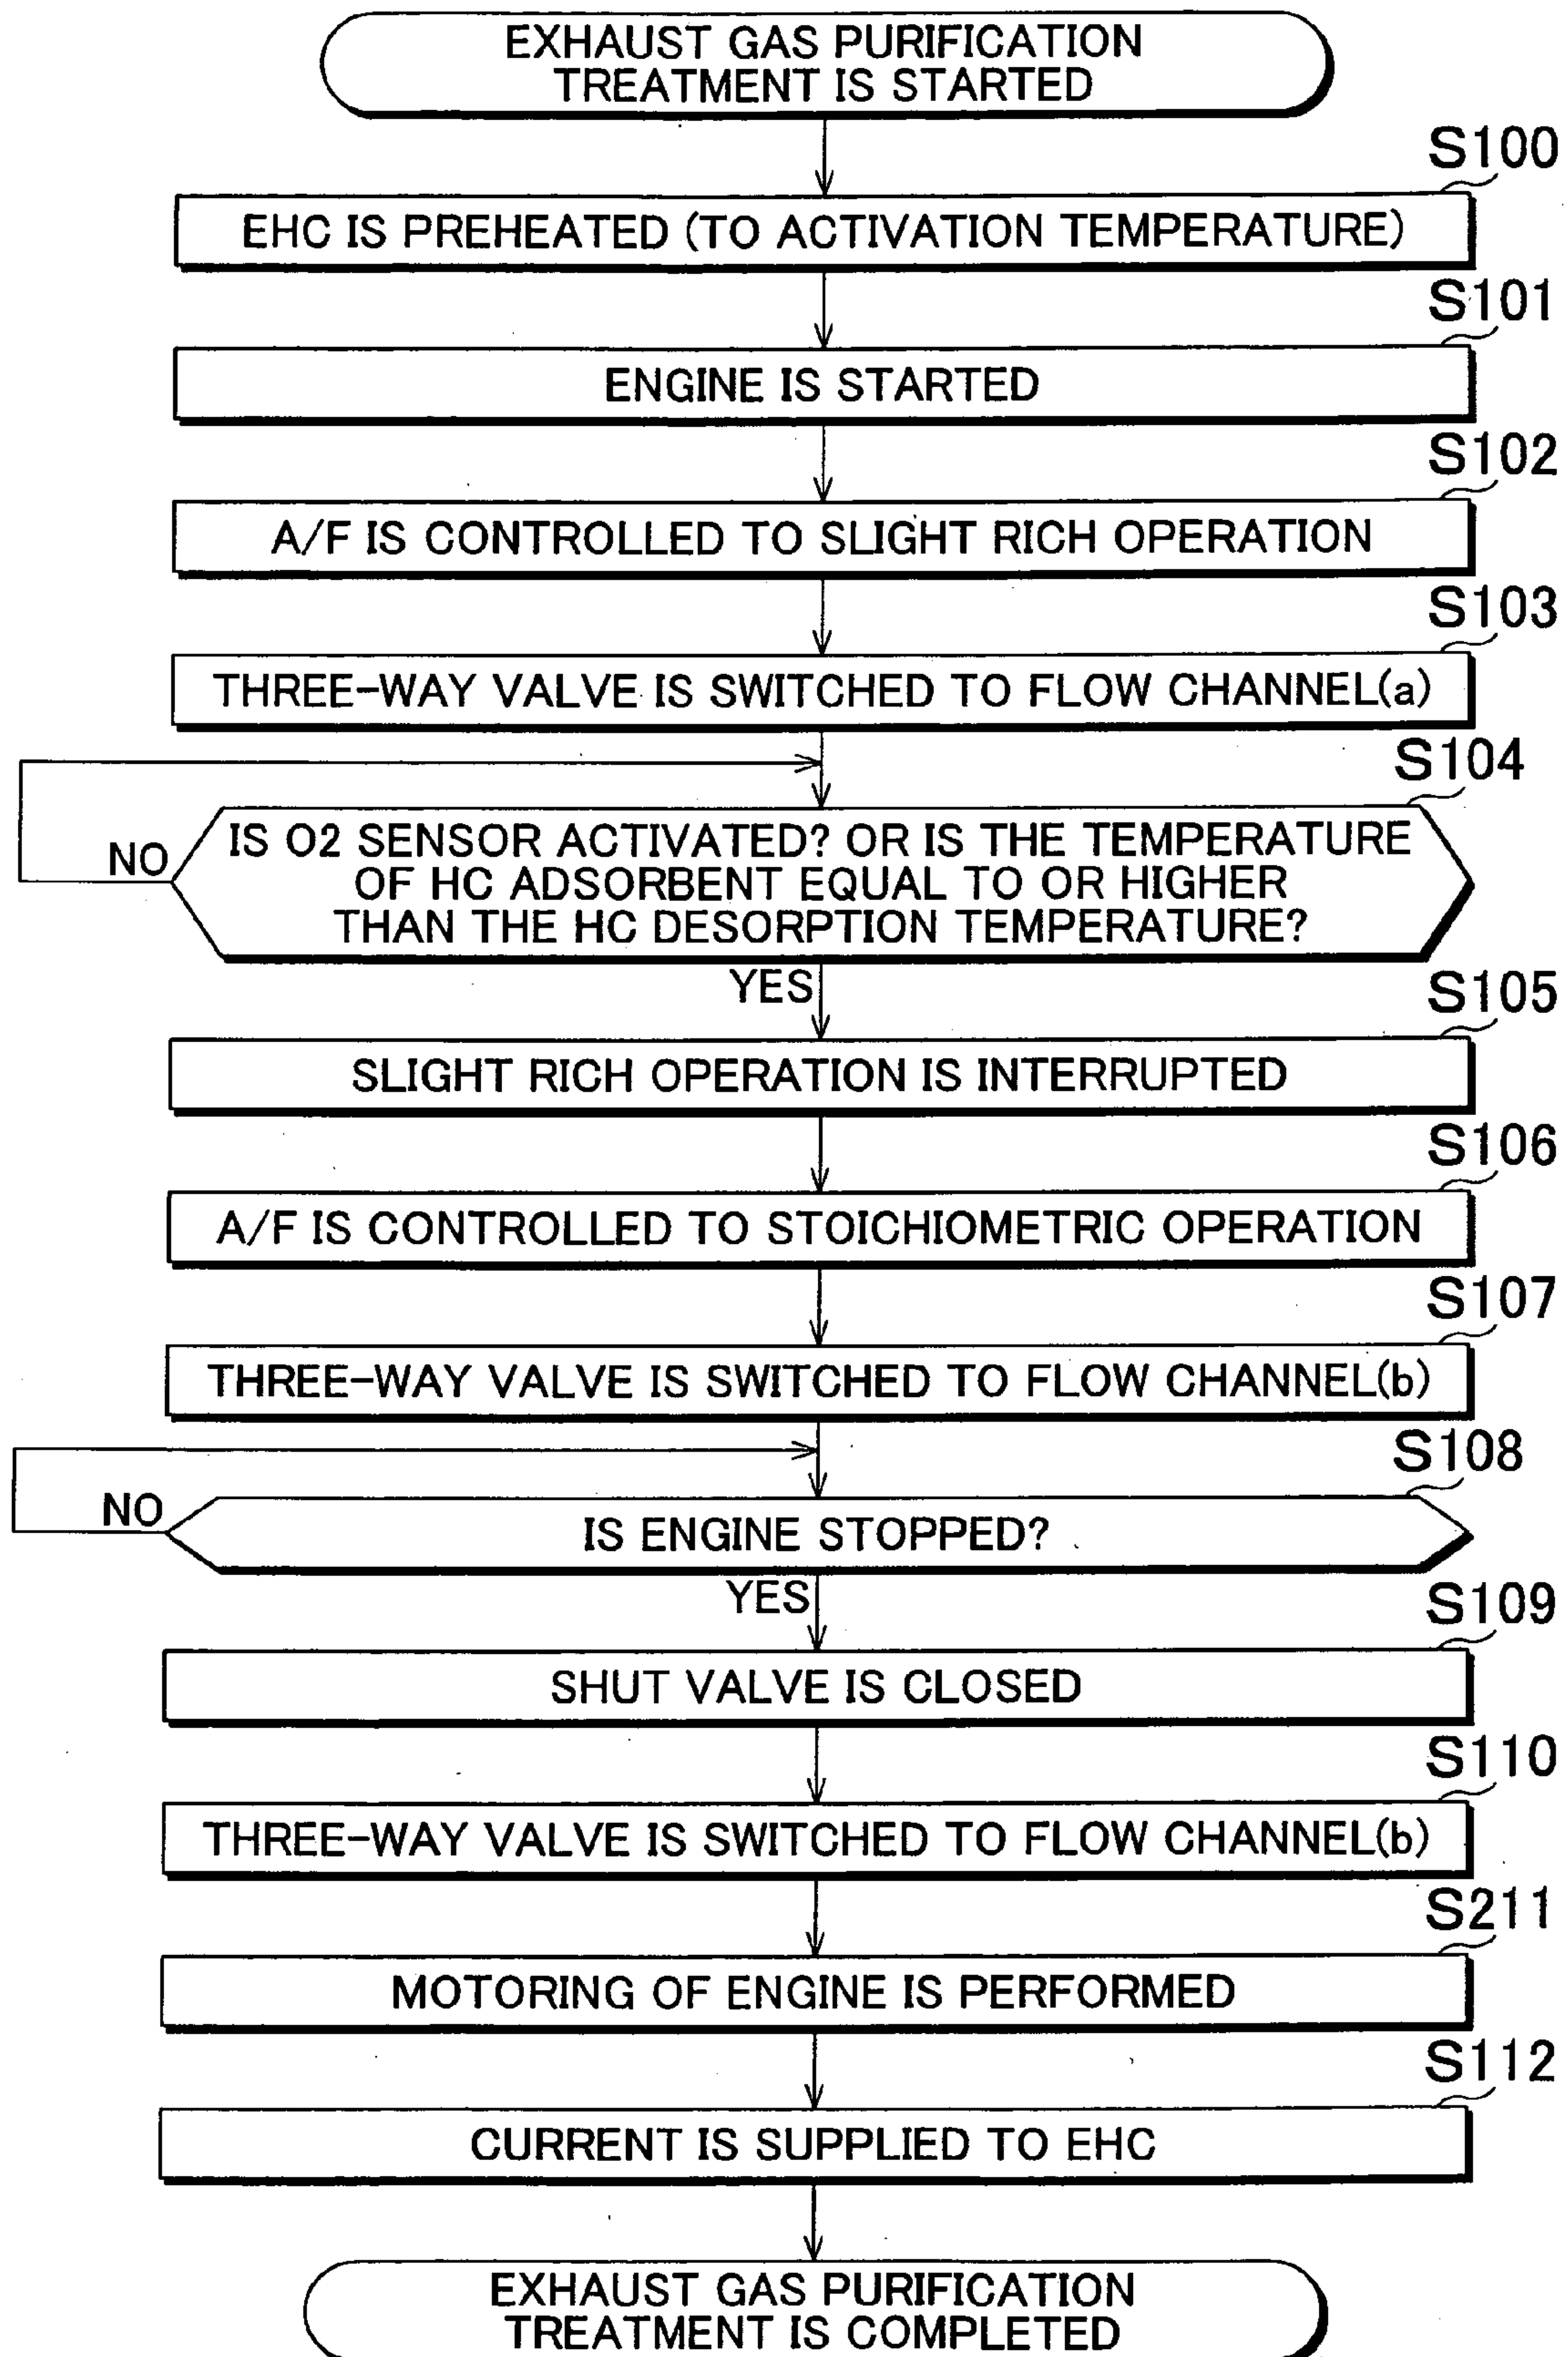 EXHAUST GAS PURIFICATION
TREATMENT IS STARTED
S100
EHC IS PREHEATED (TO ACTIVATION TEMPERATURE)
S101
ENGINE IS STARTED
S102
A/F IS CONTROLLED TO SLIGHT RICH OPERATION
S103
THREE-WAY VALVE IS SWITCHED TO FLOW CHANNEL(a)
S104
NO
IS O2 SENSOR ACTIVATED? OR IS THE TEMPERATURE
OF HC ADSORBENT EQUAL TO OR HIGHER
THAN THE HC DESORPTION TEMPERATURE?
YES
S105
SLIGHT RICH OPERATION IS INTERRUPTED
S106
A/F IS CONTROLLED TO STOICHIOMETRIC OPERATION
S107
THREE-WAY VALVE IS SWITCHED TO FLOW CHANNEL(b)
S108
NO
IS ENGINE STOPPED?
YES
S109
SHUT VALVE IS CLOSED
S110
THREE-WAY VALVE IS SWITCHED TO FLOW CHANNEL(b)
S211
MOTORING OF ENGINE IS PERFORMED
S112
CURRENT IS SUPPLIED TO EHC
EXHAUST GAS PURIFICATION
TREATMENT IS COMPLETED